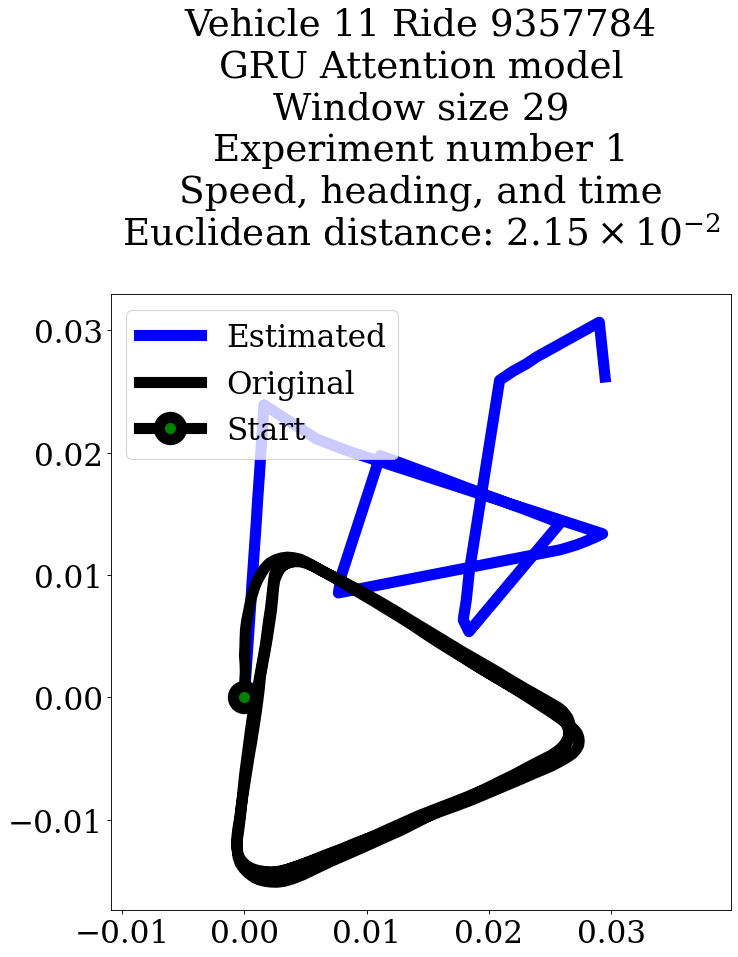 Vehicle 11 Ride 9357784
GRU Attention model
Window size 29
Experiment number 1
Speed, heading, and time
Euclidean distance: 2.15 × 10⁻²
Estimated
Original
Start
0.03
0.02
0.01
0.00
−0.01
−0.01 0.00 0.01 0.02 0.03